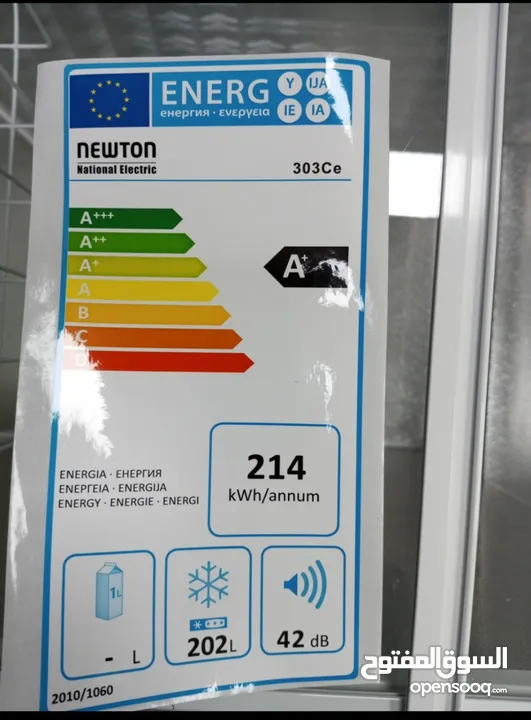 ENERG Y IJA
енергия · ενεργεια IE IA
NEWTON
National Electric
303Ce
A+++
A++
A+
A
B
C
D
A+
214
kWh/annum
ENERGIA · ЕНЕРГИЯ
ΕΝΕΡΓΕΙΑ · ENERGIJA
ENERGY · ENERGIE · ENERGI
1L
- L
202L
42 dB
2010/1060
السوق المفتوح
opensooq.com